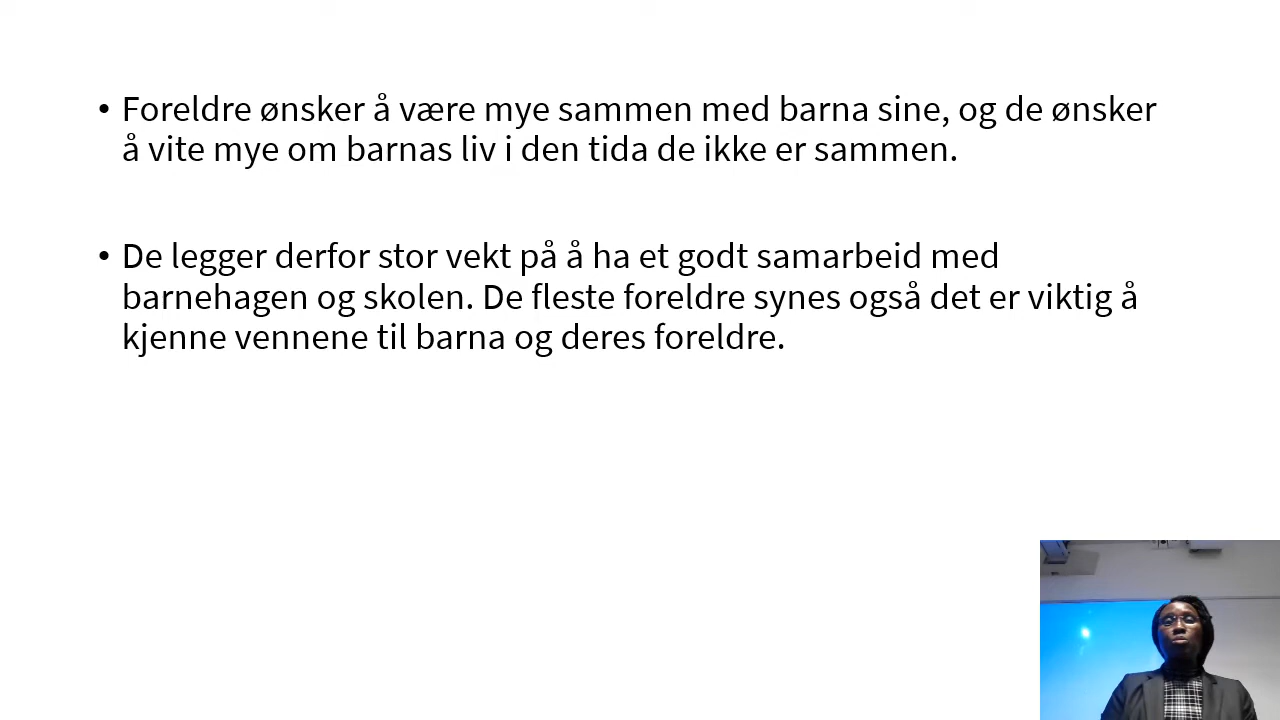 • Foreldre ønsker å være mye sammen med barna sine, og de ønsker
å vite mye om barnas liv i den tida de ikke er sammen.
• De legger derfor stor vekt på å ha et godt samarbeid med
barnehagen og skolen. De fleste foreldre synes også det er viktig å
kjenne vennene til barna og deres foreldre.